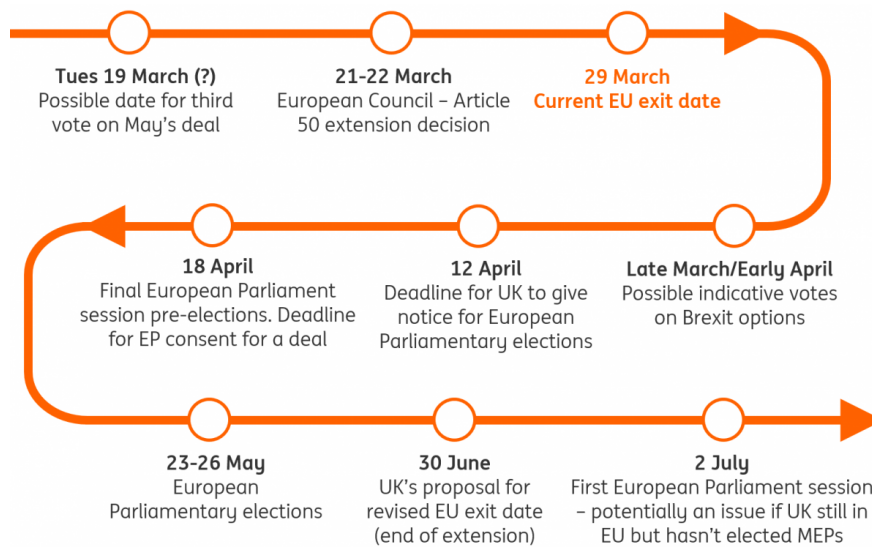 Tues 19 March (?)
Possible date for third
vote on May's deal
21-22 March
European Council – Article
50 extension decision
29 March
Current EU exit date
Late March/Early April
Possible indicative votes
on Brexit options
12 April
Deadline for UK to give
notice for European
Parliamentary elections
18 April
Final European Parliament
session pre-elections. Deadline
for EP consent for a deal
23-26 May
European
Parliamentary elections
30 June
UK's proposal for
revised EU exit date
(end of extension)
2 July
First European Parliament session
– potentially an issue if UK still in
EU but hasn't elected MEPs